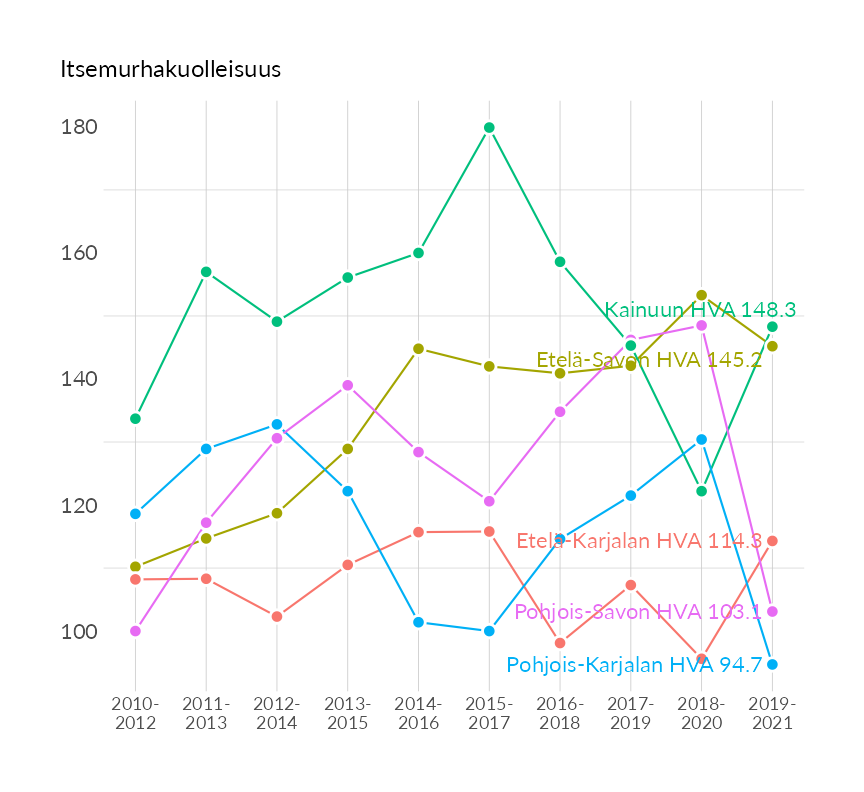 Itsemurhakuolleisuus
180
160
140
120
100
Kainuun HVA 148.3
Etelä-Savon HVA 145.2
Etelä-Karjalan HVA 114.3
Pohjois-Savon HVA 103.1
Pohjois-Karjalan HVA 94.7
2010- 2011- 2012- 2013- 2014- 2015- 2016- 2017- 2018- 2019-
2012 2013 2014 2015 2016 2017 2018 2019 2020 2021